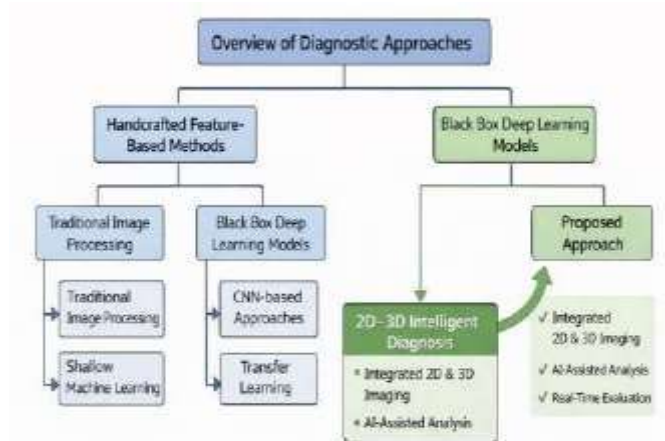 Overview of Diagnostic Approaches
Handcrafted Feature-
Based Methods
Black Box Deep Learning
Models
Traditional Image
Processing
Black Box Deep
Learning Models
Proposed
Approach
Traditional
Image Processing
CNN-based
Approaches
Shallow
Machine Learning
Transfer
Learning
2D-3D Intelligent
Diagnosis
• Integrated 2D & 3D
Imaging
• AI-Assisted Analysis
✓ Integrated
2D & 3D Imaging
✓ AI-Assisted Analysis
✓ Real-Time Evaluation